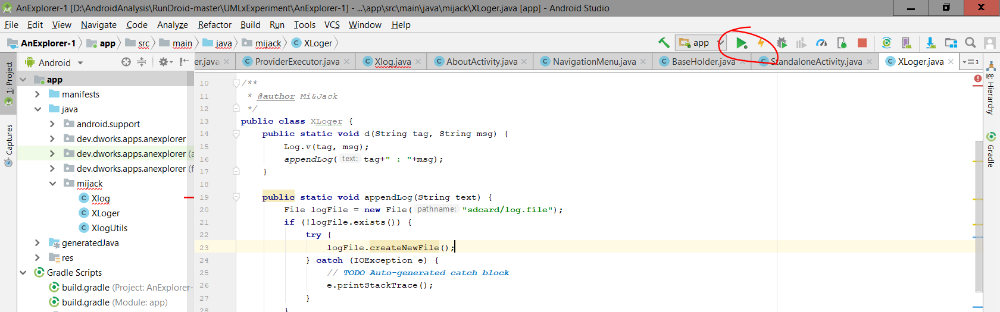 AnExplorer-1 [D:\AndroidAnalysis\RunDroid-master\UMLxExperiment\AnExplorer-1] - ...\app\src\main\java\mijack\XLoger.java [app] - Android Studio
File Edit View Navigate Code Analyze Refactor Build Run Tools VCS Window Help
AnExplorer-1 app src main java mijack XLoger
app
1: Project
Captures
Android
er.java ProviderExecutor.java Xlog.java AboutActivity.java NavigationMenu.java BaseHolder.java StandaloneActivity.java XLoger.java 3
app
manifests
java
android.support
dev.dworks.apps.anexplorer
dev.dworks.apps.anexplorer (a
dev.dworks.apps.anexplorer (f
mijack
Xlog
XLoger
XlogUtils
generatedJava
res
Gradle Scripts
build.gradle (Project: AnExplorer-
build.gradle (Module: app)
10 /**
11 * @author Mi&Jack
12 */
13 public class XLoger {
14 public static void d(String tag, String msg) {
15 Log.v(tag, msg);
16 appendLog( text: tag+" : "+msg);
17 }
18
19 public static void appendLog(String text) {
20 File logFile = new File( pathname: "sdcard/log.file");
21 if (!logFile.exists()) {
22 try {
23 logFile.createNewFile();
24 } catch (IOException e) {
25 // TODO Auto-generated catch block
26 e.printStackTrace();
27 }
28 }
8: Hierarchy
Gradle